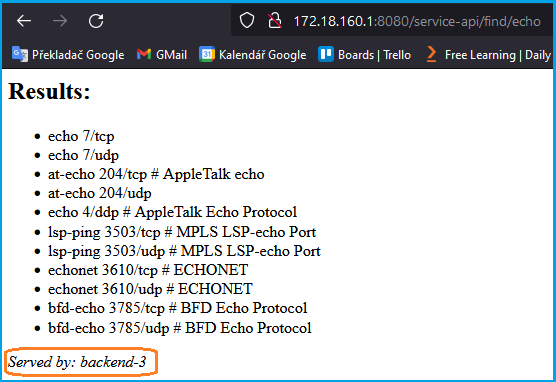 172.18.160.1:8080/service-api/find/echo
Překladač Google GMail Kalendář Google Boards | Trello Free Learning | Daily
Results:
• echo 7/tcp
• echo 7/udp
• at-echo 204/tcp # AppleTalk echo
• at-echo 204/udp
• echo 4/ddp # AppleTalk Echo Protocol
• lsp-ping 3503/tcp # MPLS LSP-echo Port
• lsp-ping 3503/udp # MPLS LSP-echo Port
• echonet 3610/tcp # ECHONET
• echonet 3610/udp # ECHONET
• bfd-echo 3785/tcp # BFD Echo Protocol
• bfd-echo 3785/udp # BFD Echo Protocol
Served by: backend-3